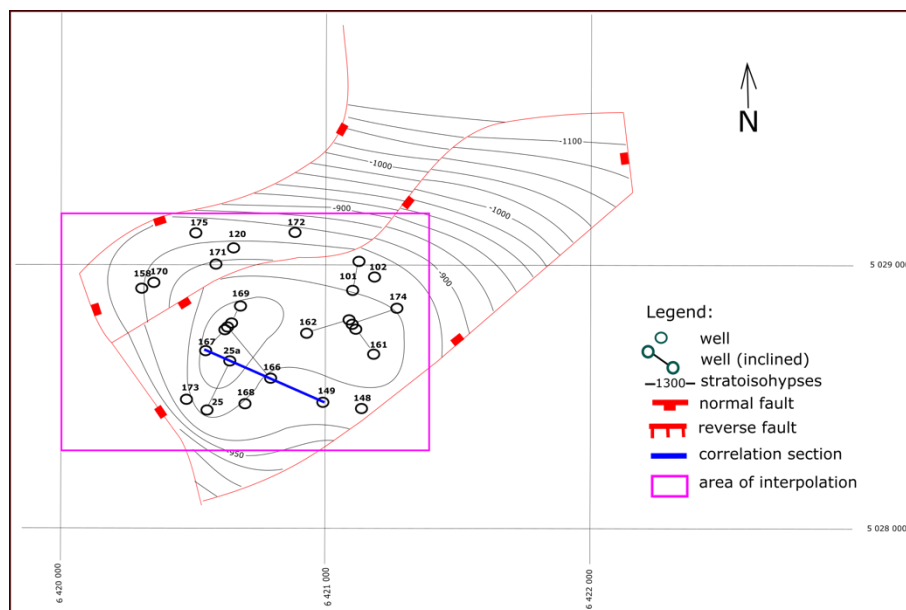 -1100
N
-1000
-900
-1000
175
172
120
171
5 029 000
158
170
101
102
-900
174
169
162
161
167
25a
166
173
25
168
149
148
-950
Legend:
well
well (inclined)
-1300 stratoisohypses
normal fault
reverse fault
correlation section
area of interpolation
5 028 000
6 420 000
6 421 000
6 422 000